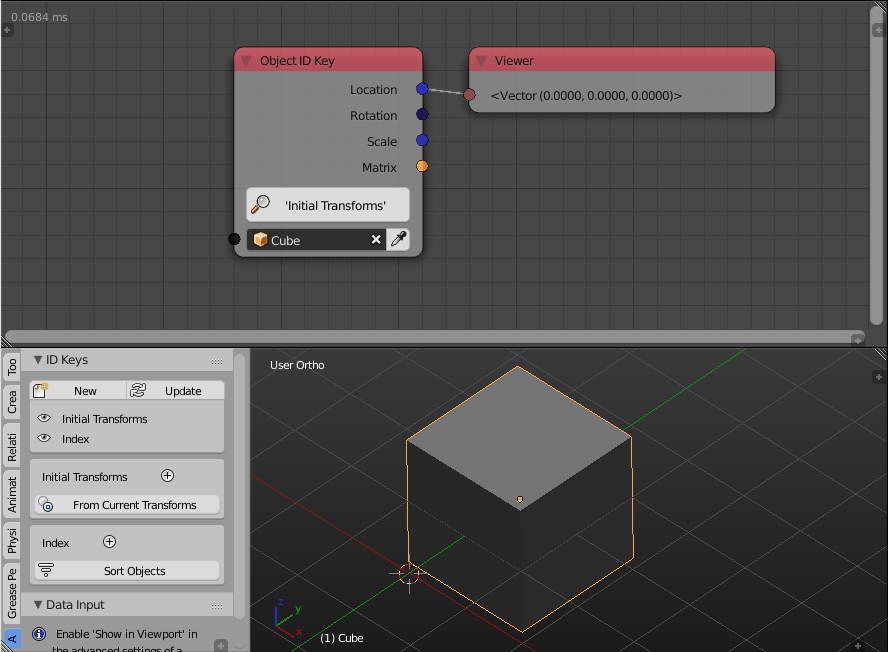 0.0684 ms
Object ID Key
Location
Rotation
Scale
Matrix
'Initial Transforms'
Cube
Viewer
<Vector (0.0000, 0.0000, 0.0000)>
Too
Crea
Relati
Animat
Physi
Grease Pe
A
ID Keys
New
Update
Initial Transforms
Index
Initial Transforms
From Current Transforms
Index
Sort Objects
Data Input
Enable 'Show in Viewport' in
the advanced settings of a
User Ortho
z
y
x
(1) Cube